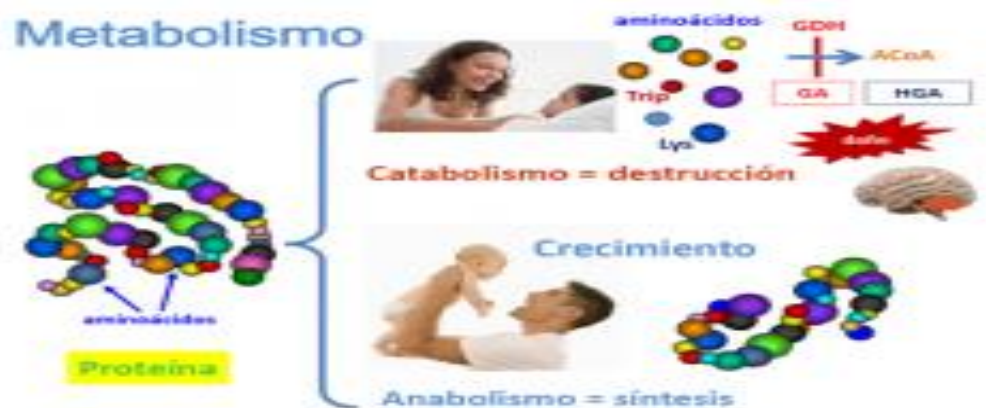 Metabolismo
aminoácidos
GDH
ACoA
Trip
GA
HGA
Lys
daño
Catabolismo = destrucción
Crecimiento
aminoácidos
Proteína
Anabolismo = síntesis